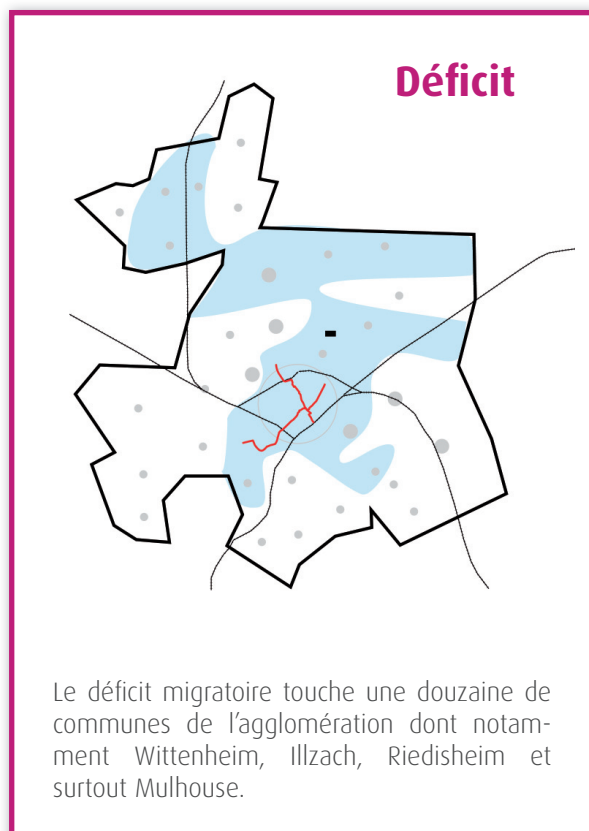 Déficit
Le déficit migratoire touche une douzaine de
communes de l’agglomération dont notam-
ment Wittenheim, Illzach, Riedisheim et
surtout Mulhouse.